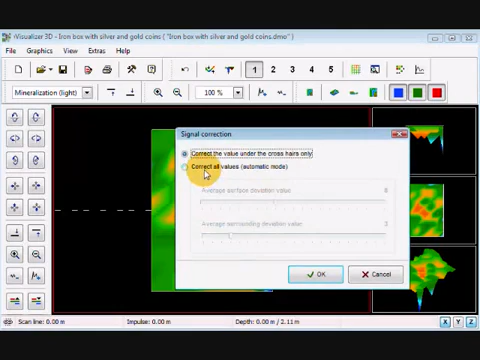 Visualizer 3D - Iron box with silver and gold coins ( "Iron box with silver and gold coins.dmo" )
File Graphics View Extras Help
1 2 3 4 5
Mineralization (light) 100 %
Signal correction
Correct the value under the cross hairs only
Correct all values (automatic mode)
Average surface deviation value
Average surrounding deviation value
OK Cancel
Scan line: 0.00 m Impulse: 0.00 m Depth: 0.00 m / 2.11 m X Y Z